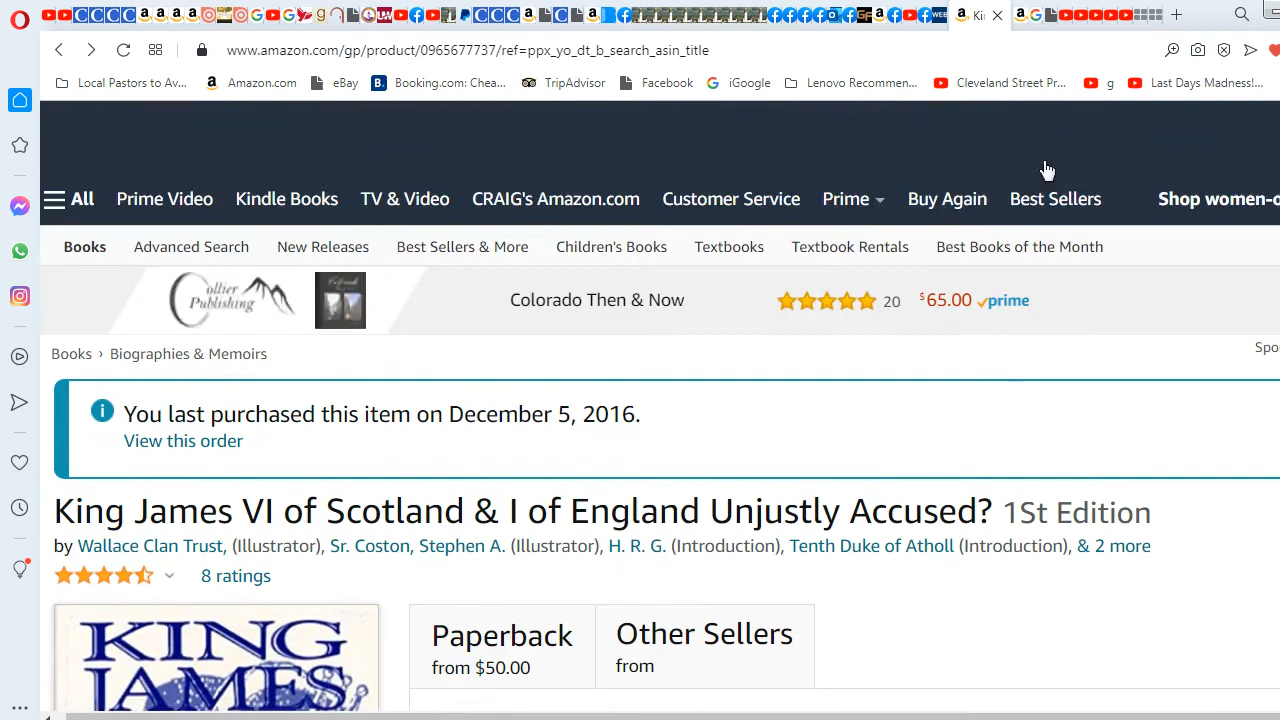 Ki
www.amazon.com/gp/product/0965677737/ref=ppx_yo_dt_b_search_asin_title
Local Pastors to Av... Amazon.com eBay Booking.com: Chea... TripAdvisor Facebook iGoogle Lenovo Recommen... Cleveland Street Pr... g Last Days Madness!...
All Prime Video Kindle Books TV & Video CRAIG's Amazon.com Customer Service Prime Buy Again Best Sellers Shop women-o
Books Advanced Search New Releases Best Sellers & More Children's Books Textbooks Textbook Rentals Best Books of the Month
Collier Publishing Colorado Then & Now 20 $65.00 prime
Books › Biographies & Memoirs Spo
You last purchased this item on December 5, 2016.
View this order
King James VI of Scotland & I of England Unjustly Accused? 1St Edition
by Wallace Clan Trust, (Illustrator), Sr. Coston, Stephen A. (Illustrator), H. R. G. (Introduction), Tenth Duke of Atholl (Introduction), & 2 more
8 ratings
KING
JAMES
Paperback
from $50.00
Other Sellers
from